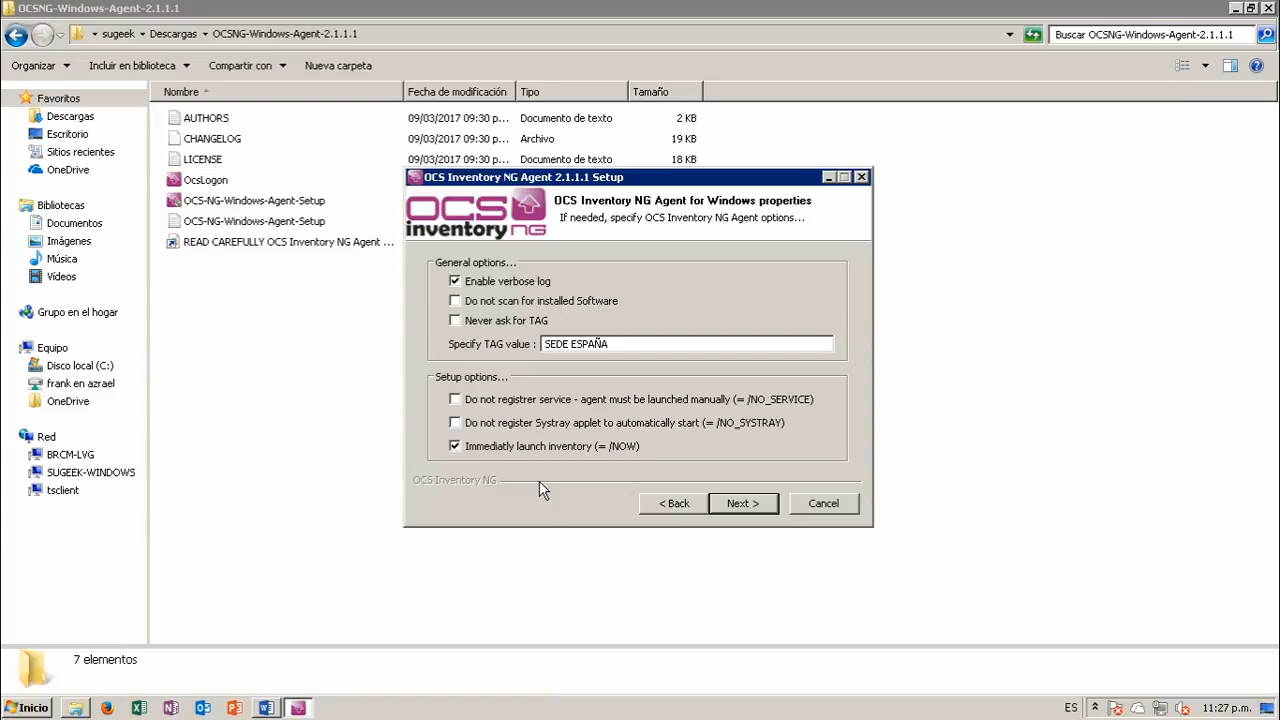 OCSNG-Windows-Agent-2.1.1.1
sugeek Descargas OCSNG-Windows-Agent-2.1.1.1
Buscar OCSNG-Windows-Agent-2.1.1.1
Organizar Incluir en biblioteca Compartir con Nueva carpeta
Favoritos
Descargas
Escritorio
Sitios recientes
OneDrive
Bibliotecas
Documentos
Imágenes
Música
Vídeos
Grupo en el hogar
Equipo
Disco local (C:)
frank en azrael
OneDrive
Red
BRCM-LVG
SUGEEK-WINDOWS
tsclient
Nombre Fecha de modificación Tipo Tamaño
AUTHORS 09/03/2017 09:30 p... Documento de texto 2 KB
CHANGELOG 09/03/2017 09:30 p... Archivo 19 KB
LICENSE 09/03/2017 09:30 p... Documento de texto 18 KB
OcsLogon
OCS-NG-Windows-Agent-Setup
OCS-NG-Windows-Agent-Setup
READ CAREFULLY OCS Inventory NG Agent ...
OCS Inventory NG Agent 2.1.1.1 Setup
OCS
inventory NG
OCS Inventory NG Agent for Windows properties
If needed, specify OCS Inventory NG Agent options...
General options...
Enable verbose log
Do not scan for installed Software
Never ask for TAG
Specify TAG value : SEDE ESPAÑA
Setup options...
Do not registrer service - agent must be launched manually (= /NO_SERVICE)
Do not register Systray applet to automatically start (= /NO_SYSTRAY)
Immediatly launch inventory (= /NOW)
OCS Inventory NG
< Back Next > Cancel
7 elementos
Inicio ES 11:27 p.m.